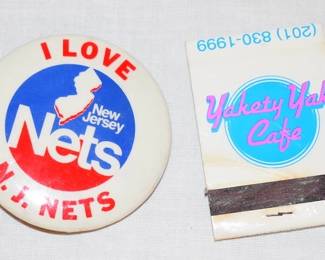 I LOVE
New
Jersey
Nets
N. J. NETS
(201) 830-1999
Yakety Yak
Cafe